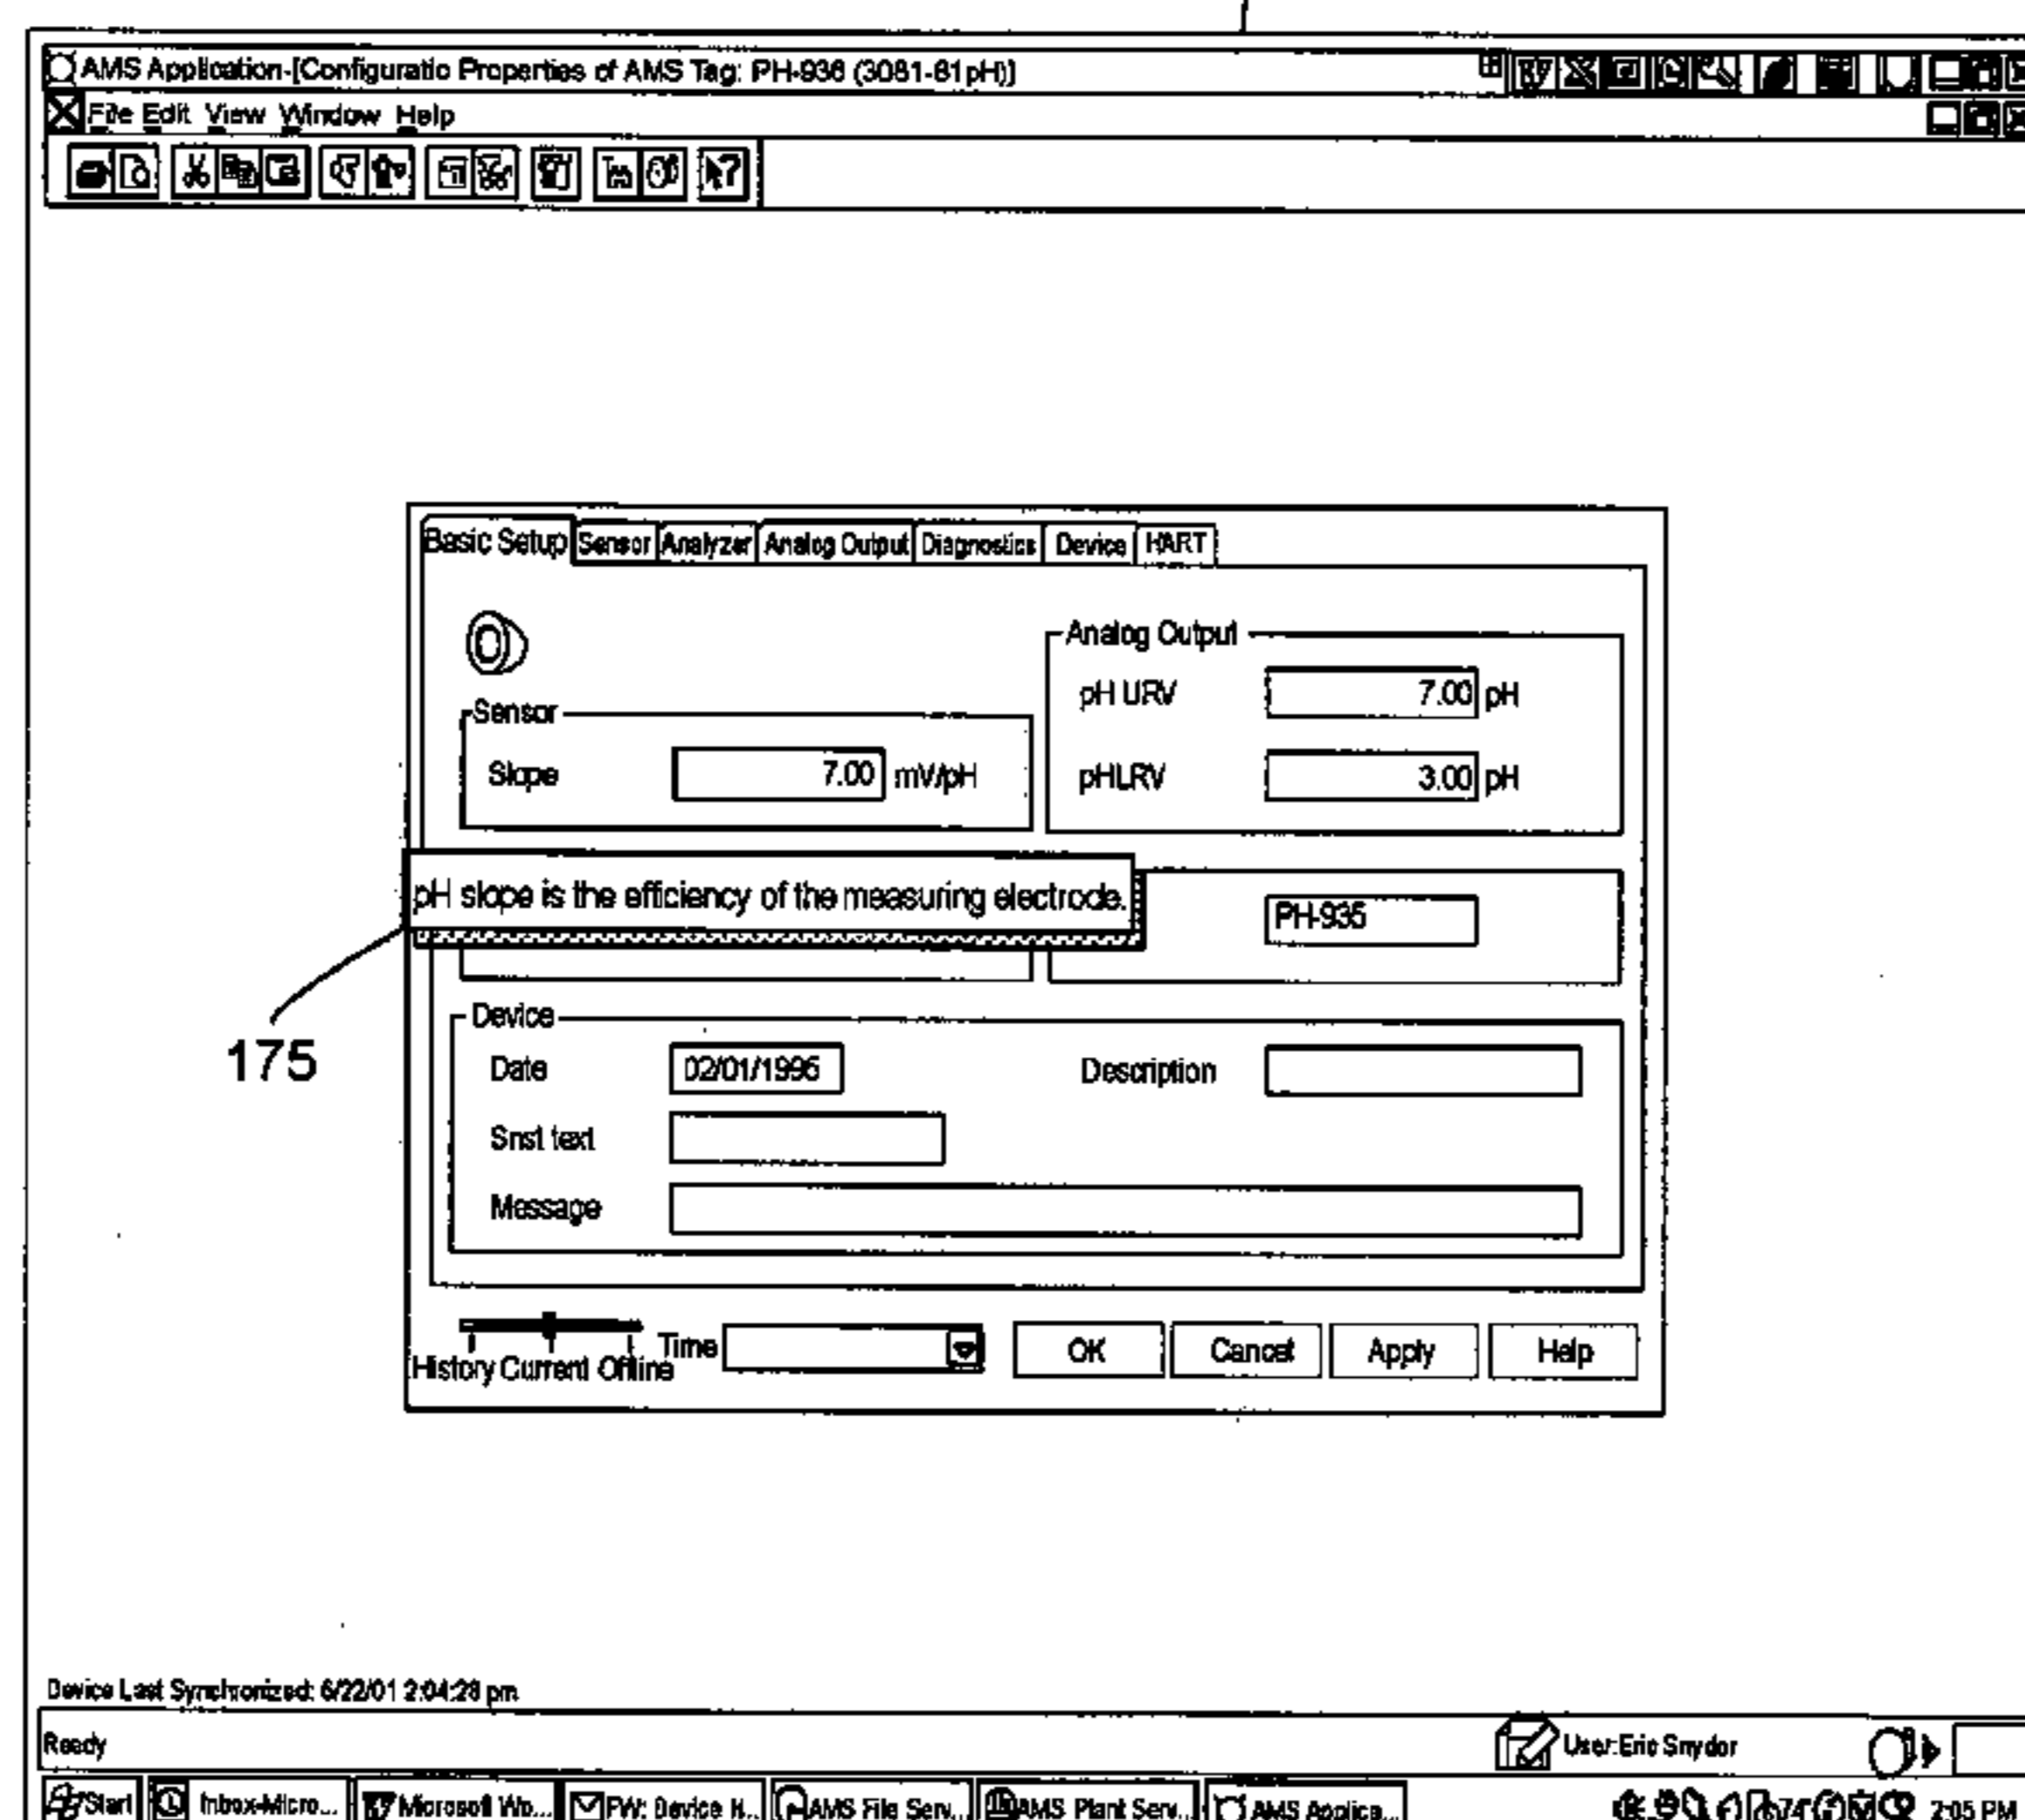 AMS Application-[Configuratio Properties of AMS Tag: PH-936 (3081-81pH)]
File Edit View Window Help
Basic Setup Sensor Analyzer Analog Output Diagnostics Device HART
Analog Output
pH URV 7.00 pH
Sensor
Slope 7.00 mV/pH
pHLRV 3.00 pH
pH slope is the efficiency of the measuring electrode.
PH-935
175
Device
Date 02/01/1995 Description
Snst text
Message
History Current Offline Time OK Cancel Apply Help
Device Last Synchronized: 6/22/01 2:04:28 pm
Ready User:Eric Snydor
Start Inbox-Micro... Microsoft Wo... FW: Device H... AMS File Serv... AMS Plant Serv... AMS Applica... 74° 2:05 PM